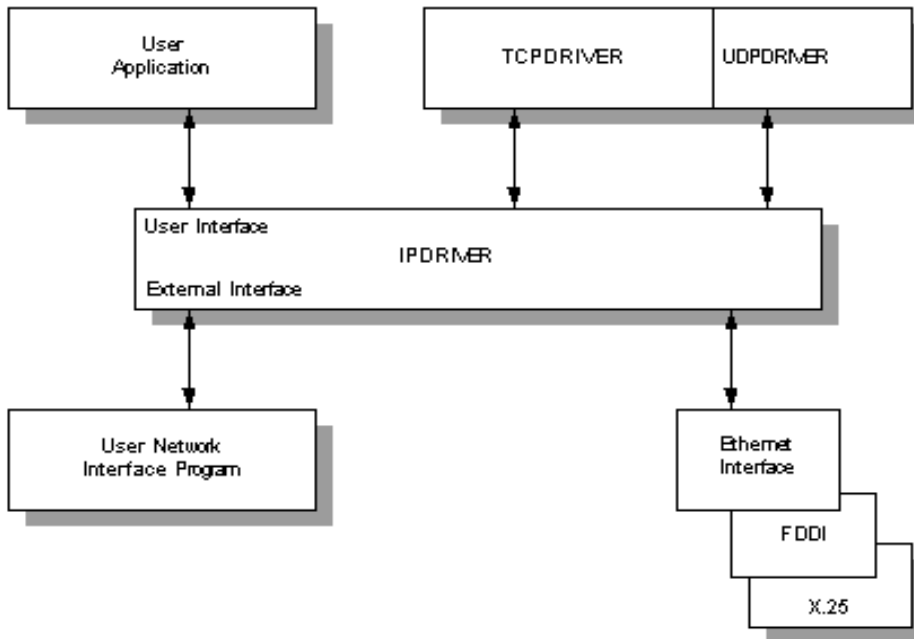 User
Application
TCPDRIVER
UDPDRIVER
User Interface
IPDRIVER
External Interface
User Network
Interface Program
Ethernet
Interface
FDDI
X.25